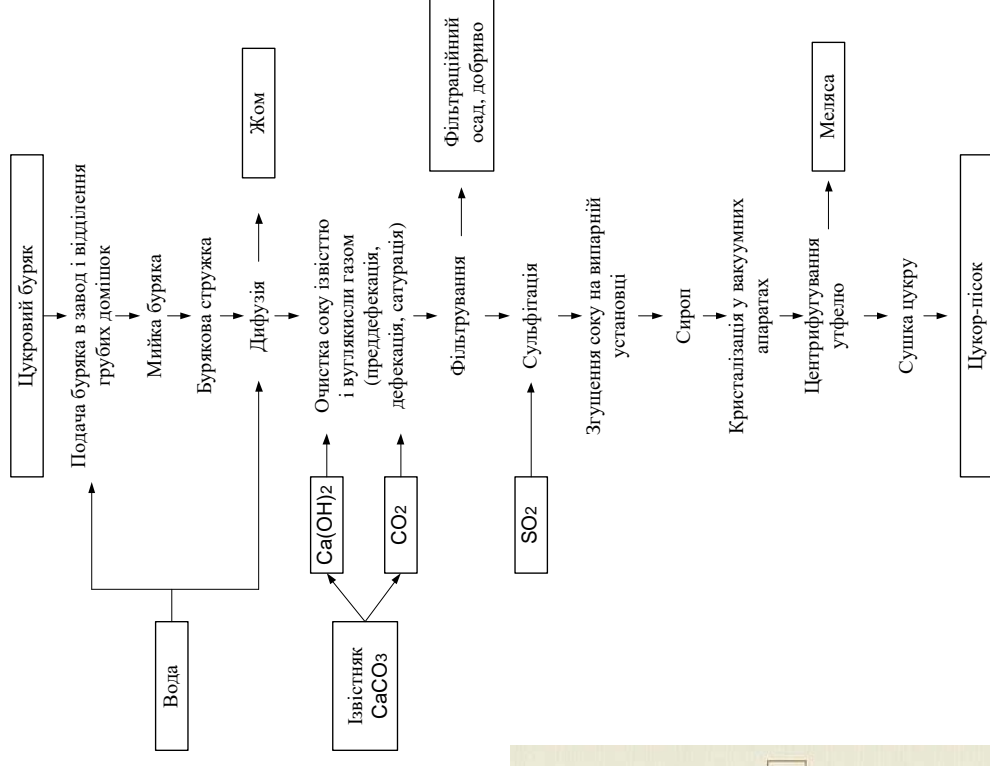 Цукровий буряк
Подача буряка в завод і відділення
грубих домішок
Мийка буряка
Бурякова стружка
Дифузія
Жом
Вода
Очистка соку ізвісттю
і вуглякисли газом
(преддефекація,
дефекація, сатурація)
Ca(OH)2
CO2
Ізвістняк
CaCO3
Фільтрування
Фільтраційний
осад, добриво
Сульфітація
SO2
Згущення соку на випарній
установці
Сироп
Кристалізація у вакуумних
апаратах
Центрифугування
утфелю
Меляса
Сушка цукру
Цукор-пісок